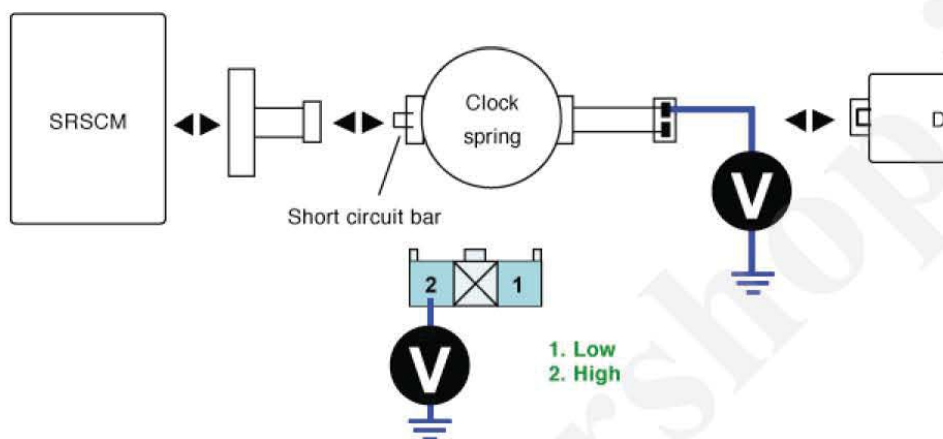 SRSCM
Clock
spring
D
Short circuit bar
2
1
V
V
1. Low
2. High